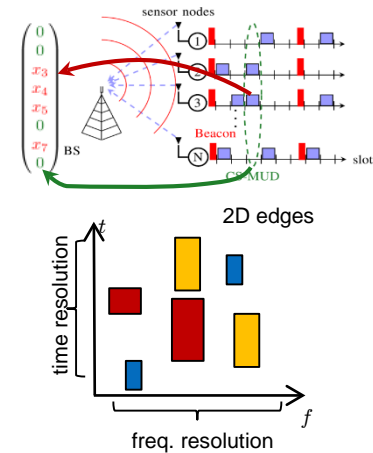 sensor nodes
0
0
x₃
x₄
x₅
0
x₇
0
BS
1
2
3
⋮
N
Beacon
slot
CS-MUD
2D edges
t
time resolution
f
freq. resolution